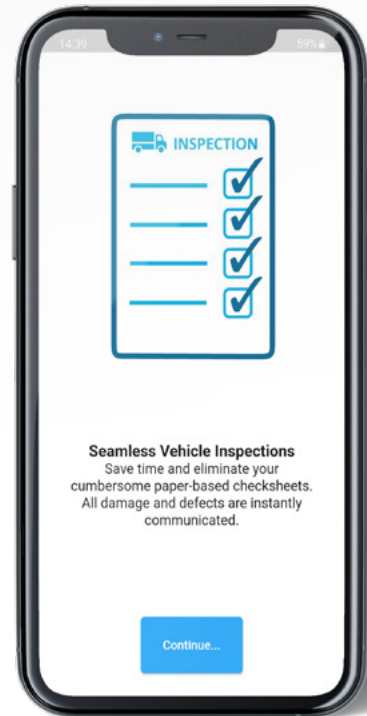 14:39
59%
INSPECTION
Seamless Vehicle Inspections
Save time and eliminate your
cumbersome paper-based checksheets.
All damage and defects are instantly
communicated.
Continue...